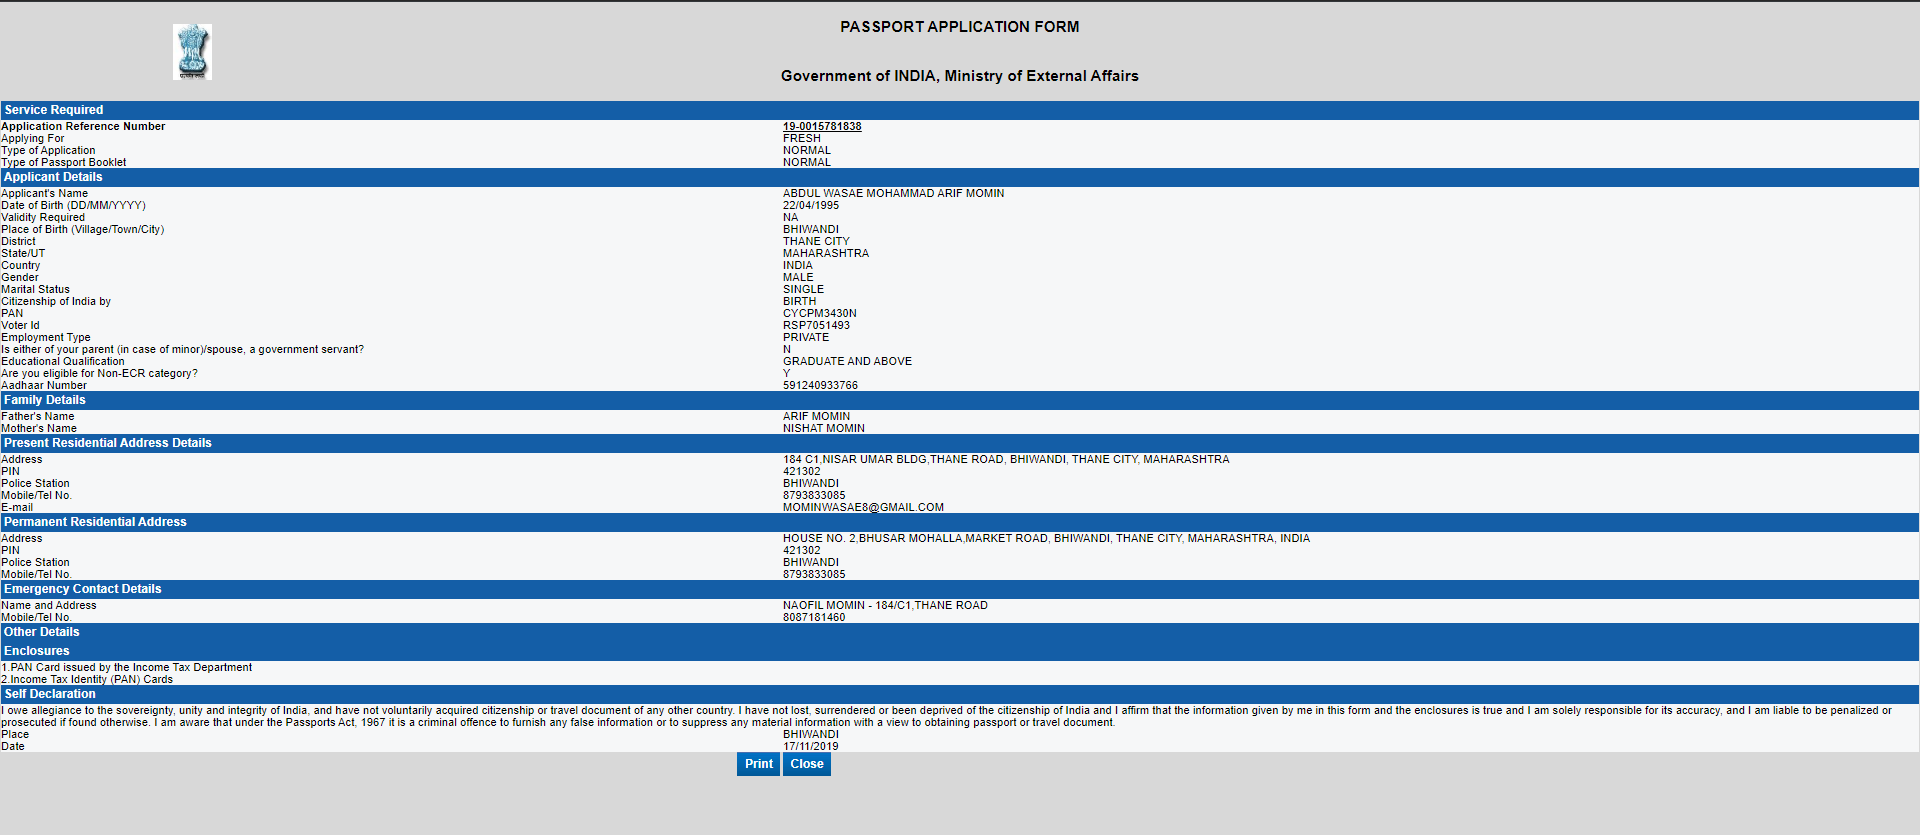 PASSPORT APPLICATION FORM
Government of INDIA, Ministry of External Affairs
Service Required
Application Reference Number 19-0015781838
Applying For FRESH
Type of Application NORMAL
Type of Passport Booklet NORMAL
Applicant Details
Applicant's Name ABDUL WASAE MOHAMMAD ARIF MOMIN
Date of Birth (DD/MM/YYYY) 22/04/1995
Validity Required NA
Place of Birth (Village/Town/City) BHIWANDI
District THANE CITY
State/UT MAHARASHTRA
Country INDIA
Gender MALE
Marital Status SINGLE
Citizenship of India by BIRTH
PAN CYCPM3430N
Voter Id RSP7051493
Employment Type PRIVATE
Is either of your parent (in case of minor)/spouse, a government servant? N
Educational Qualification GRADUATE AND ABOVE
Are you eligible for Non-ECR category? Y
Aadhaar Number 591240933766
Family Details
Father's Name ARIF MOMIN
Mother's Name NISHAT MOMIN
Present Residential Address Details
Address 184 C1,NISAR UMAR BLDG,THANE ROAD, BHIWANDI, THANE CITY, MAHARASHTRA
PIN 421302
Police Station BHIWANDI
Mobile/Tel No. 8793833085
E-mail MOMINWASAE8@GMAIL.COM
Permanent Residential Address
Address HOUSE NO. 2,BHUSAR MOHALLA,MARKET ROAD, BHIWANDI, THANE CITY, MAHARASHTRA, INDIA
PIN 421302
Police Station BHIWANDI
Mobile/Tel No. 8793833085
Emergency Contact Details
Name and Address NAOFIL MOMIN - 184/C1,THANE ROAD
Mobile/Tel No. 8087181460
Other Details
Enclosures
1.PAN Card issued by the Income Tax Department
2.Income Tax Identity (PAN) Cards
Self Declaration
I owe allegiance to the sovereignty, unity and integrity of India, and have not voluntarily acquired citizenship or travel document of any other country. I have not lost, surrendered or been deprived of the citizenship of India and I affirm that the information given by me in this form and the enclosures is true and I am solely responsible for its accuracy, and I am liable to be penalized or
prosecuted if found otherwise. I am aware that under the Passports Act, 1967 it is a criminal offence to furnish any false information or to suppress any material information with a view to obtaining passport or travel document.
Place BHIWANDI
Date 17/11/2019
Print Close